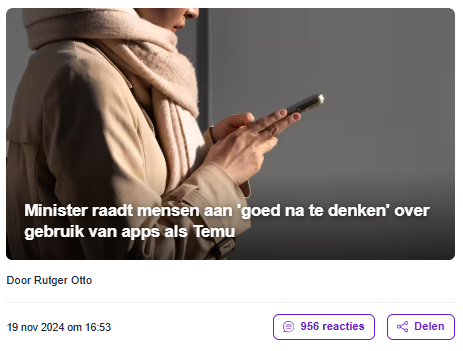 Minister raadt mensen aan 'goed na te denken' over
gebruik van apps als Temu
Door Rutger Otto
19 nov 2024 om 16:53
956 reacties
Delen